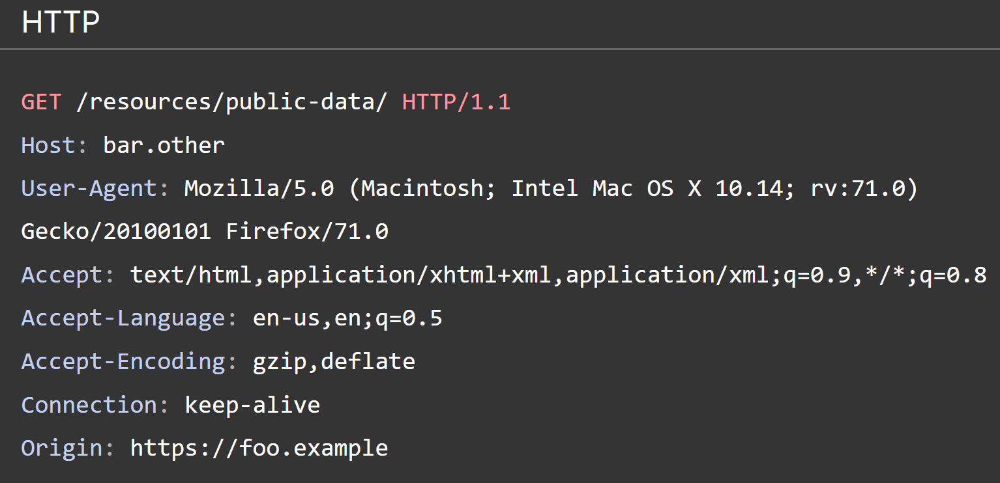 HTTP
GET /resources/public-data/ HTTP/1.1
Host: bar.other
User-Agent: Mozilla/5.0 (Macintosh; Intel Mac OS X 10.14; rv:71.0)
Gecko/20100101 Firefox/71.0
Accept: text/html,application/xhtml+xml,application/xml;q=0.9,*/*;q=0.8
Accept-Language: en-us,en;q=0.5
Accept-Encoding: gzip,deflate
Connection: keep-alive
Origin: https://foo.example